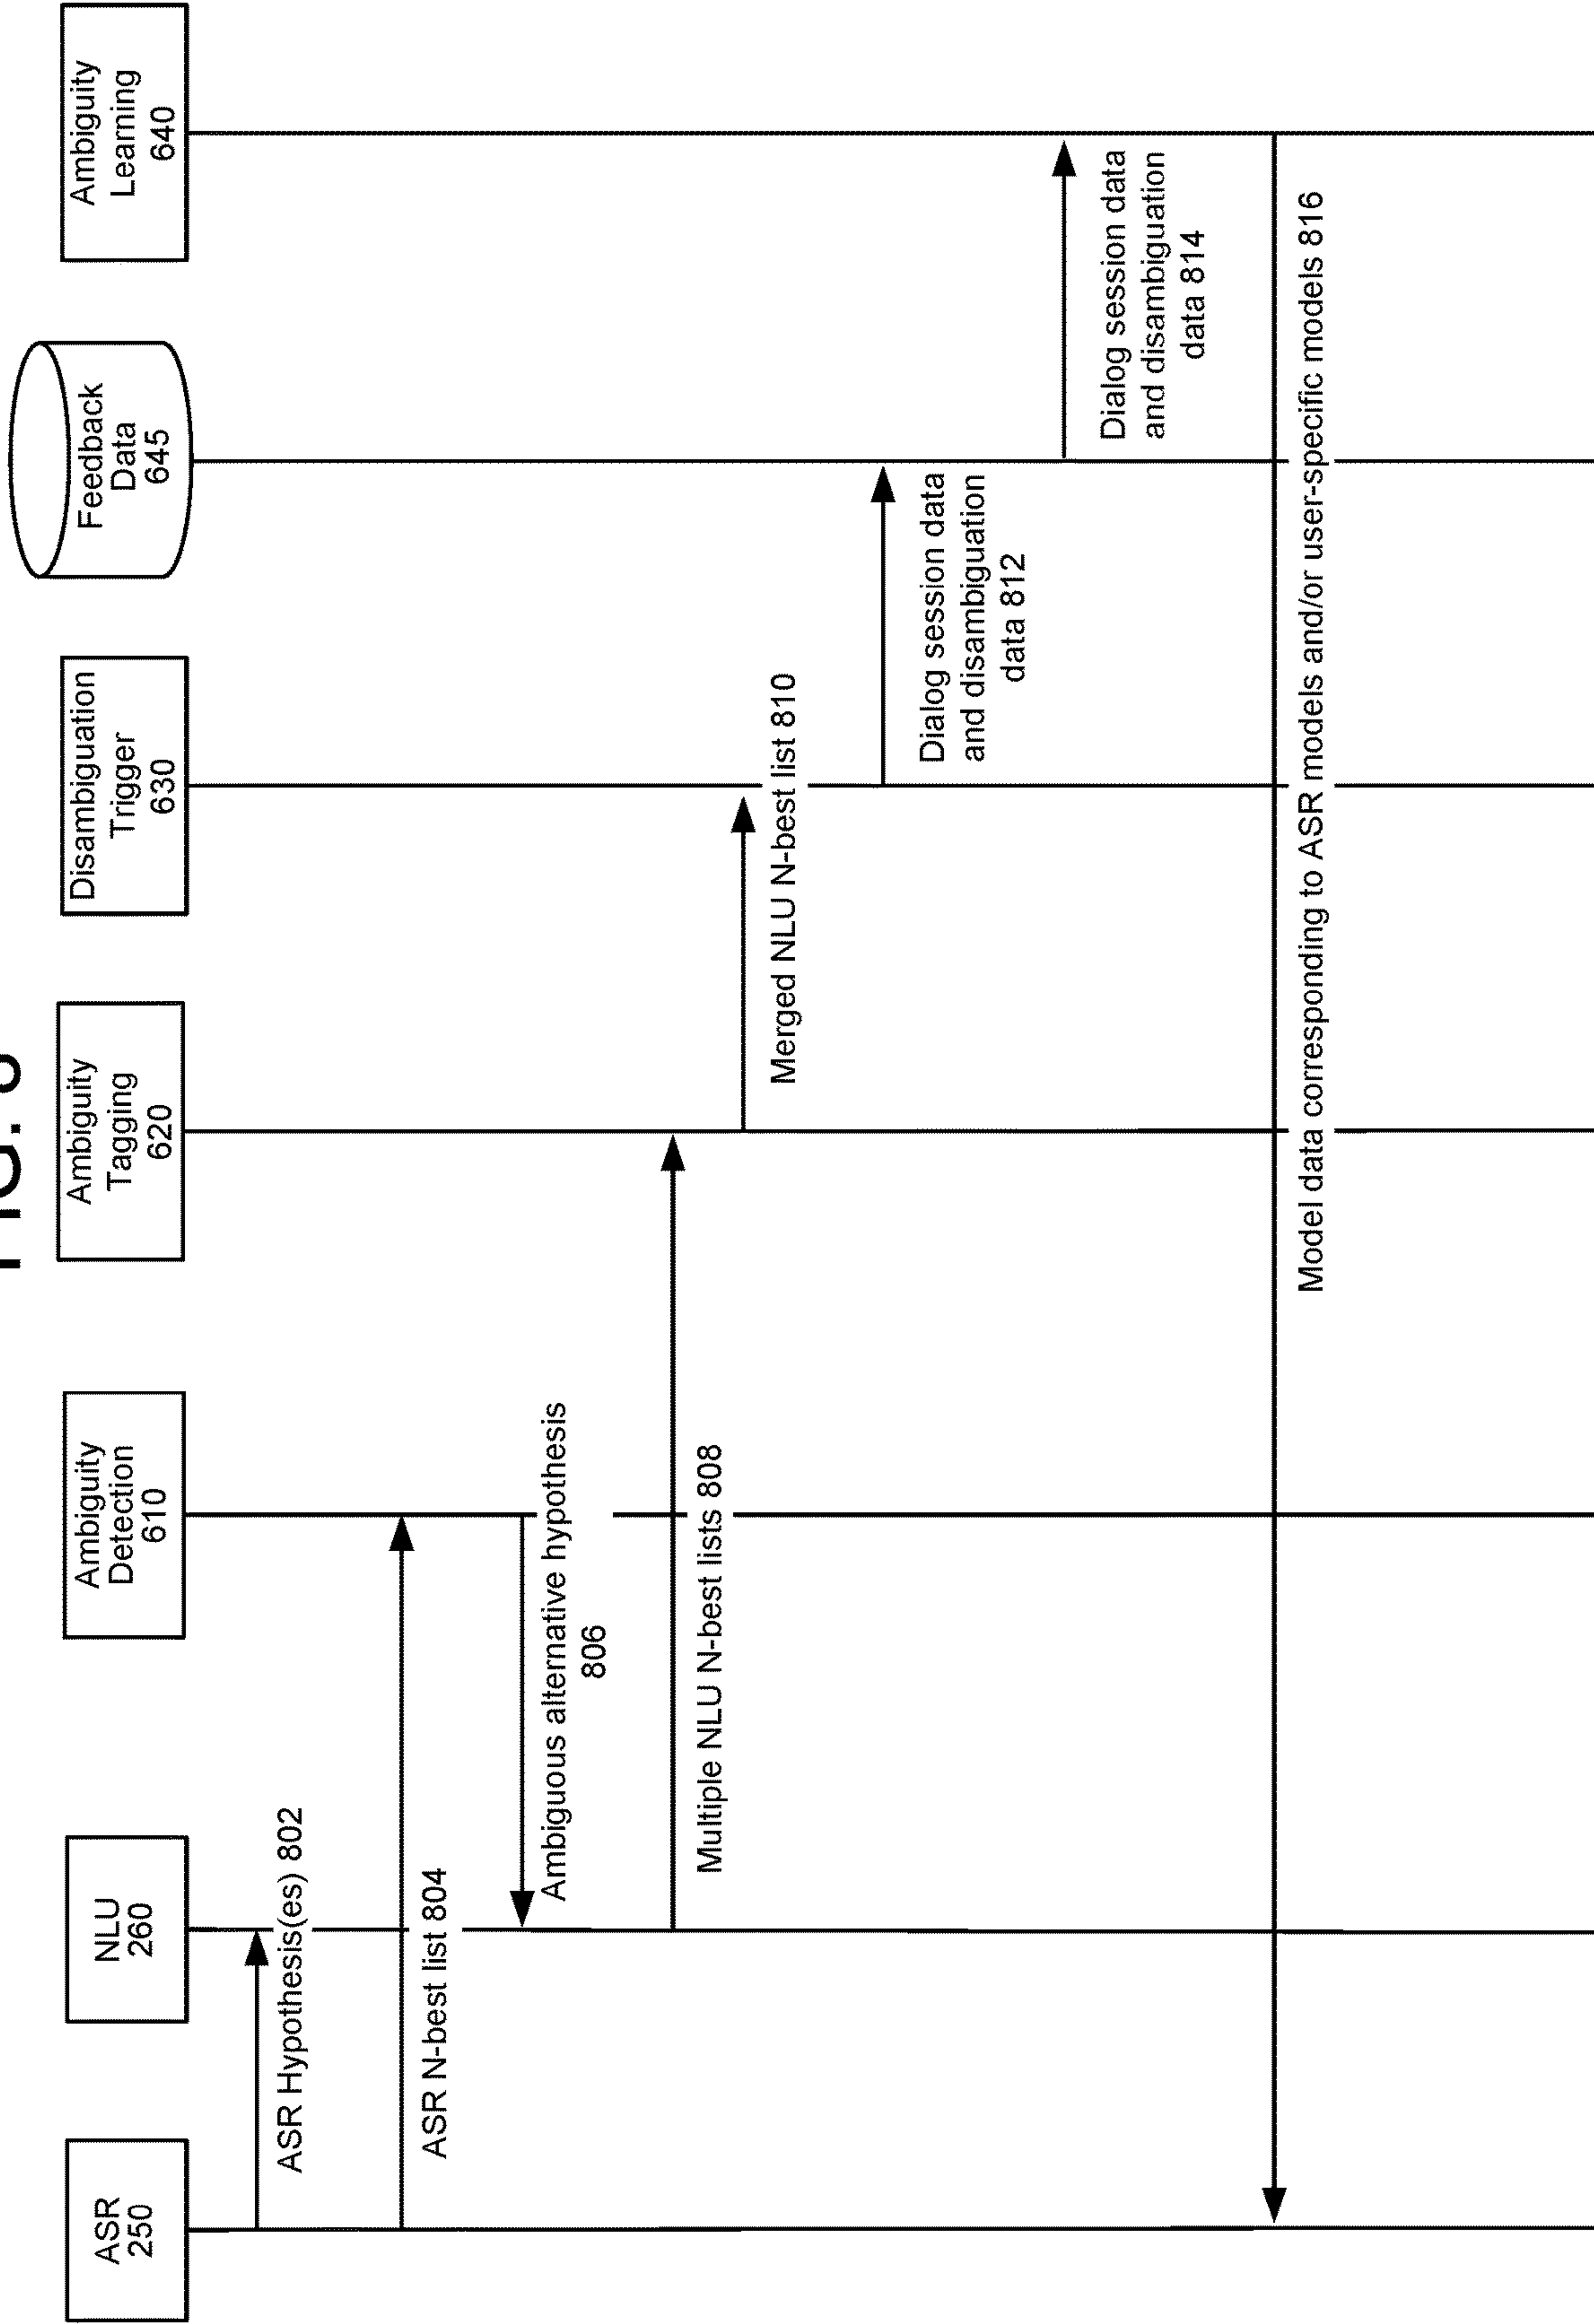 ASR
250
NLU
260
Ambiguity
Detection
610
Ambiguity
Tagging
620
Disambiguation
Trigger
630
Feedback
Data
645
Ambiguity
Learning
640
ASR Hypothesis(es) 802
ASR N-best list 804
Ambiguous alternative hypothesis
806
Multiple NLU N-best lists 808
Merged NLU N-best list 810
Dialog session data
and disambiguation
data 812
Dialog session data
and disambiguation
data 814
Model data corresponding to ASR models and/or user-specific models 816